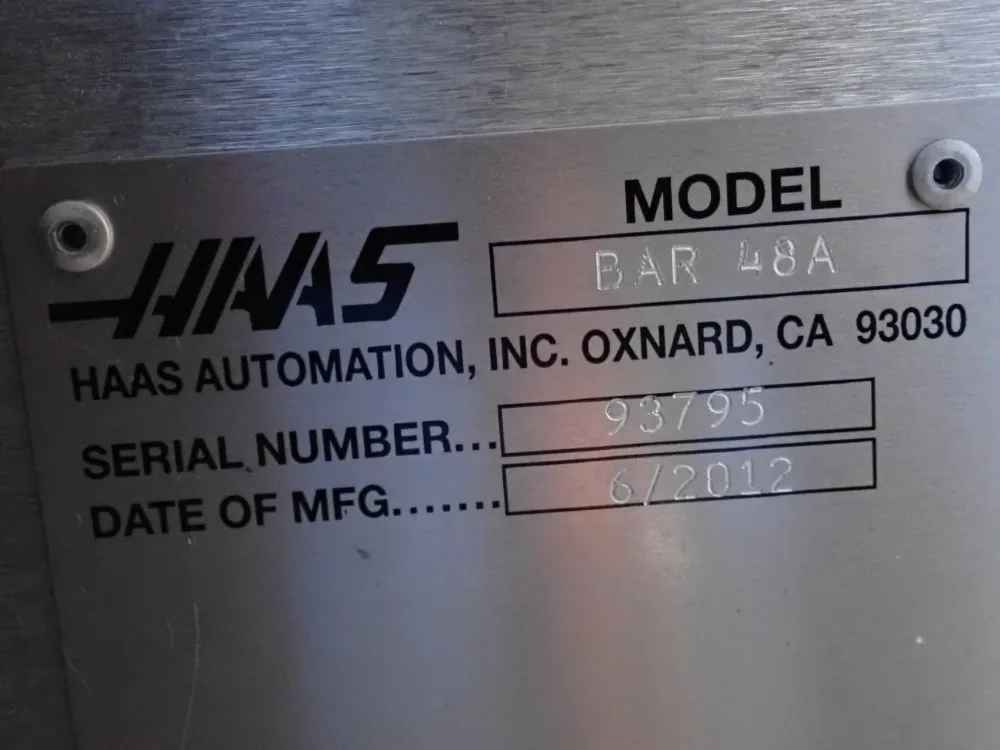 MODEL
HAAS BAR 48A
HAAS AUTOMATION, INC. OXNARD, CA 93030
SERIAL NUMBER... 93795
DATE OF MFG....... 6/2012